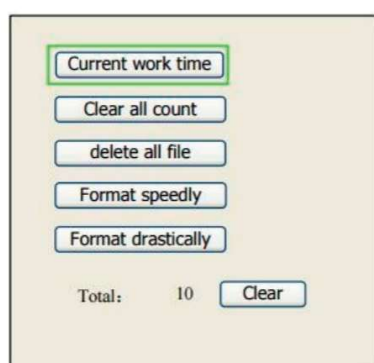 Current work time
Clear all count
delete all file
Format speedly
Format drastically
Total： 10 Clear